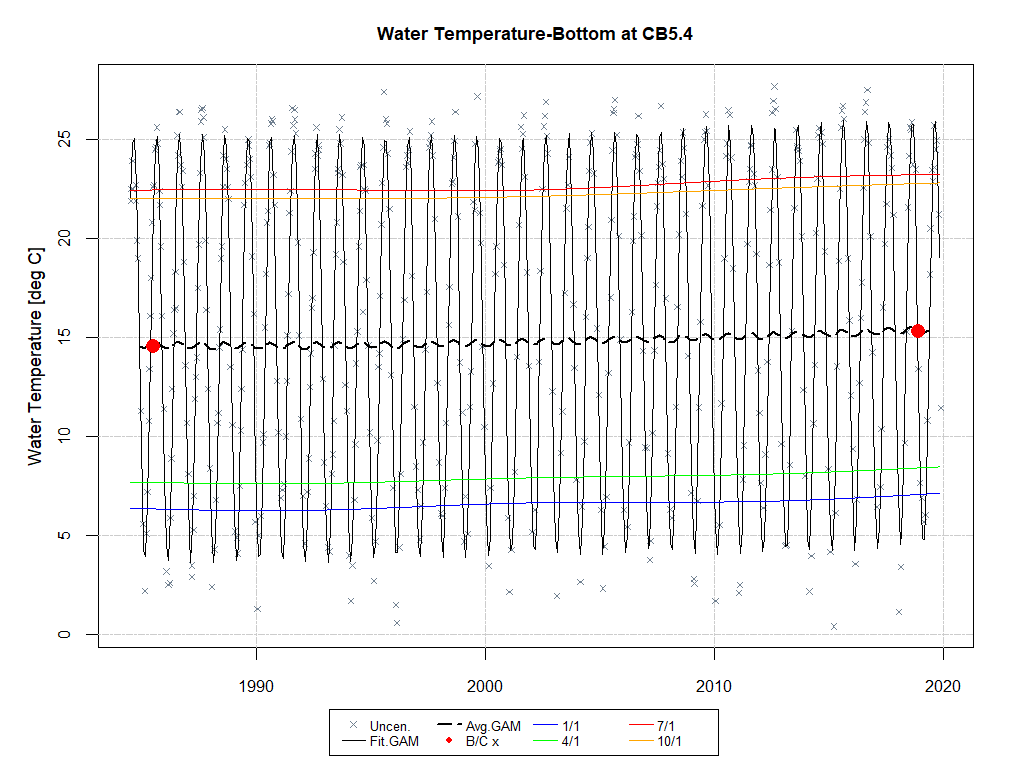 Water Temperature-Bottom at CB5.4
Water Temperature [deg C]
25
20
15
10
5
0
1990 2000 2010 2020
Uncen. Avg.GAM 1/1 7/1
Fit.GAM B/C x 4/1 10/1